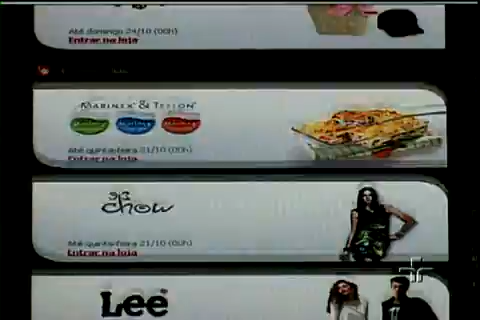 Até domingo 24/10 (00h)
Entrar na loja
MARINEX & TEFLON
Até quinta-feira 21/10 (00h)
Entrar na loja
chow
Até quinta-feira 21/10 (00h)
Entrar na loja
Lee